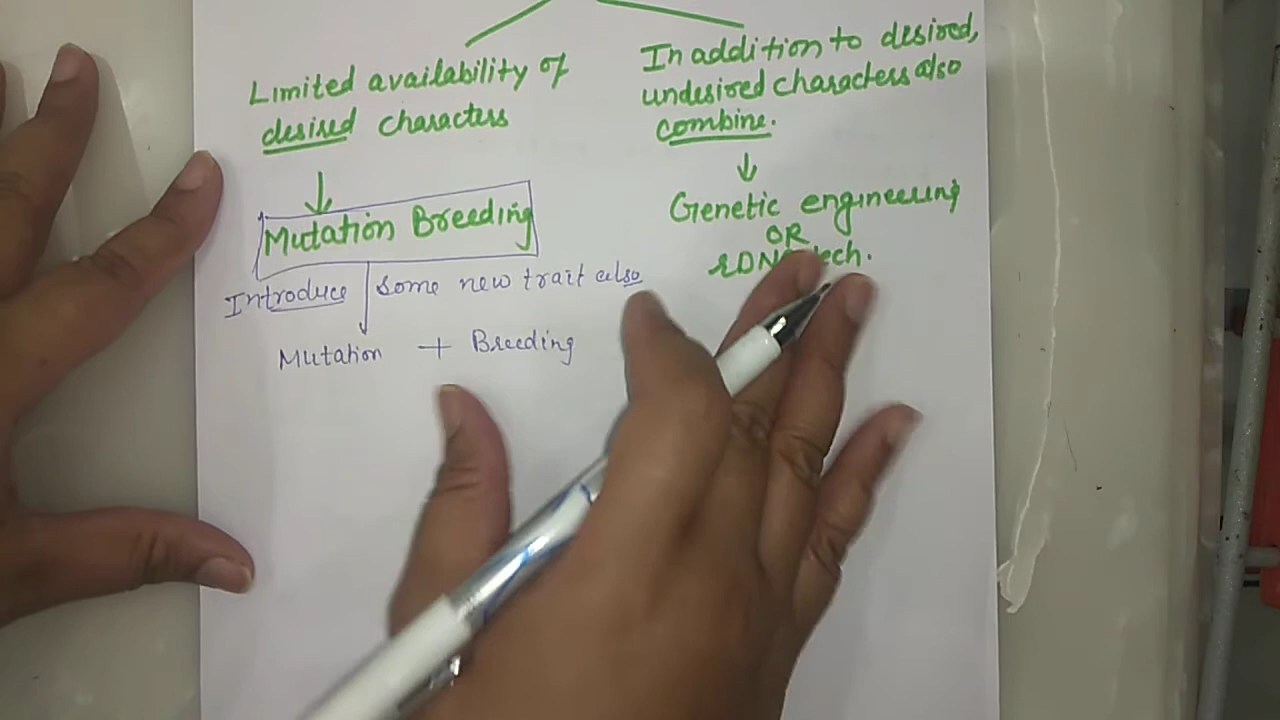 Limited availability of
desired characters
Mutation Breeding
Introduce some new trait also
Mutation + Breeding
In addition to desired,
undesired characters also
combine.
Genetic engineering
OR
tech.